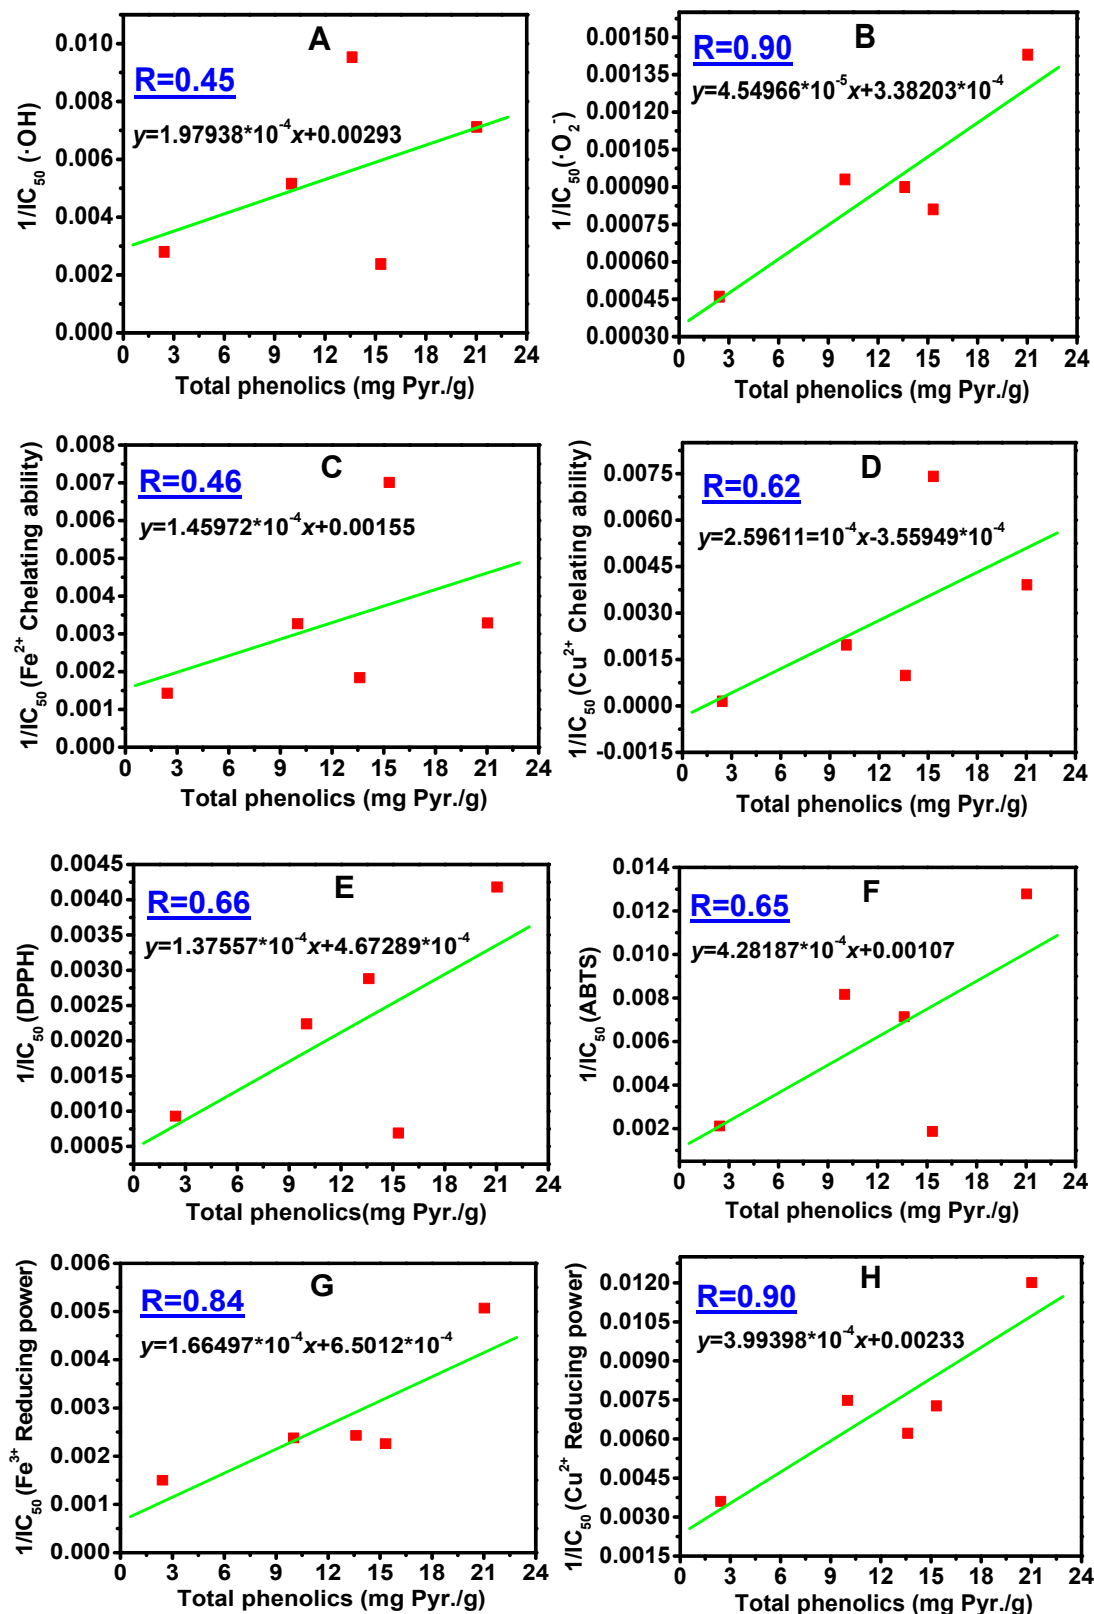 A
R=0.45
y=1.97938*10⁻⁴x+0.00293
1/IC₅₀ (·OH)
0.010
0.008
0.006
0.004
0.002
0.000
0 3 6 9 12 15 18 21 24
Total phenolics (mg Pyr./g)
B
R=0.90
y=4.54966*10⁻⁵x+3.38203*10⁻⁴
1/IC₅₀(·O₂⁻)
0.00150
0.00135
0.00120
0.00105
0.00090
0.00075
0.00060
0.00045
0.00030
0 3 6 9 12 15 18 21 24
Total phenolics (mg Pyr./g)
C
R=0.46
y=1.45972*10⁻⁴x+0.00155
1/IC₅₀ (Fe²⁺ Chelating ability)
0.008
0.007
0.006
0.005
0.004
0.003
0.002
0.001
0.000
0 3 6 9 12 15 18 21 24
Total phenolics (mg Pyr./g)
D
R=0.62
y=2.59611=10⁻⁴x-3.55949*10⁻⁴
1/IC₅₀ (Cu²⁺ Chelating ability)
0.0075
0.0060
0.0045
0.0030
0.0015
0.0000
-0.0015
0 3 6 9 12 15 18 21 24
Total phenolics (mg Pyr./g)
E
R=0.66
y=1.37557*10⁻⁴x+4.67289*10⁻⁴
1/IC₅₀ (DPPH)
0.0045
0.0040
0.0035
0.0030
0.0025
0.0020
0.0015
0.0010
0.0005
0 3 6 9 12 15 18 21 24
Total phenolics(mg Pyr./g)
F
R=0.65
y=4.28187*10⁻⁴x+0.00107
1/IC₅₀ (ABTS)
0.014
0.012
0.010
0.008
0.006
0.004
0.002
0 3 6 9 12 15 18 21 24
Total phenolics (mg Pyr./g)
G
R=0.84
y=1.66497*10⁻⁴x+6.5012*10⁻⁴
1/IC₅₀ (Fe³⁺ Reducing power)
0.006
0.005
0.004
0.003
0.002
0.001
0.000
0 3 6 9 12 15 18 21 24
Total phenolics (mg Pyr./g)
H
R=0.90
y=3.99398*10⁻⁴x+0.00233
1/IC₅₀ (Cu²⁺ Reducing power)
0.0120
0.0105
0.0090
0.0075
0.0060
0.0045
0.0030
0.0015
0 3 6 9 12 15 18 21 24
Total phenolics (mg Pyr./g)